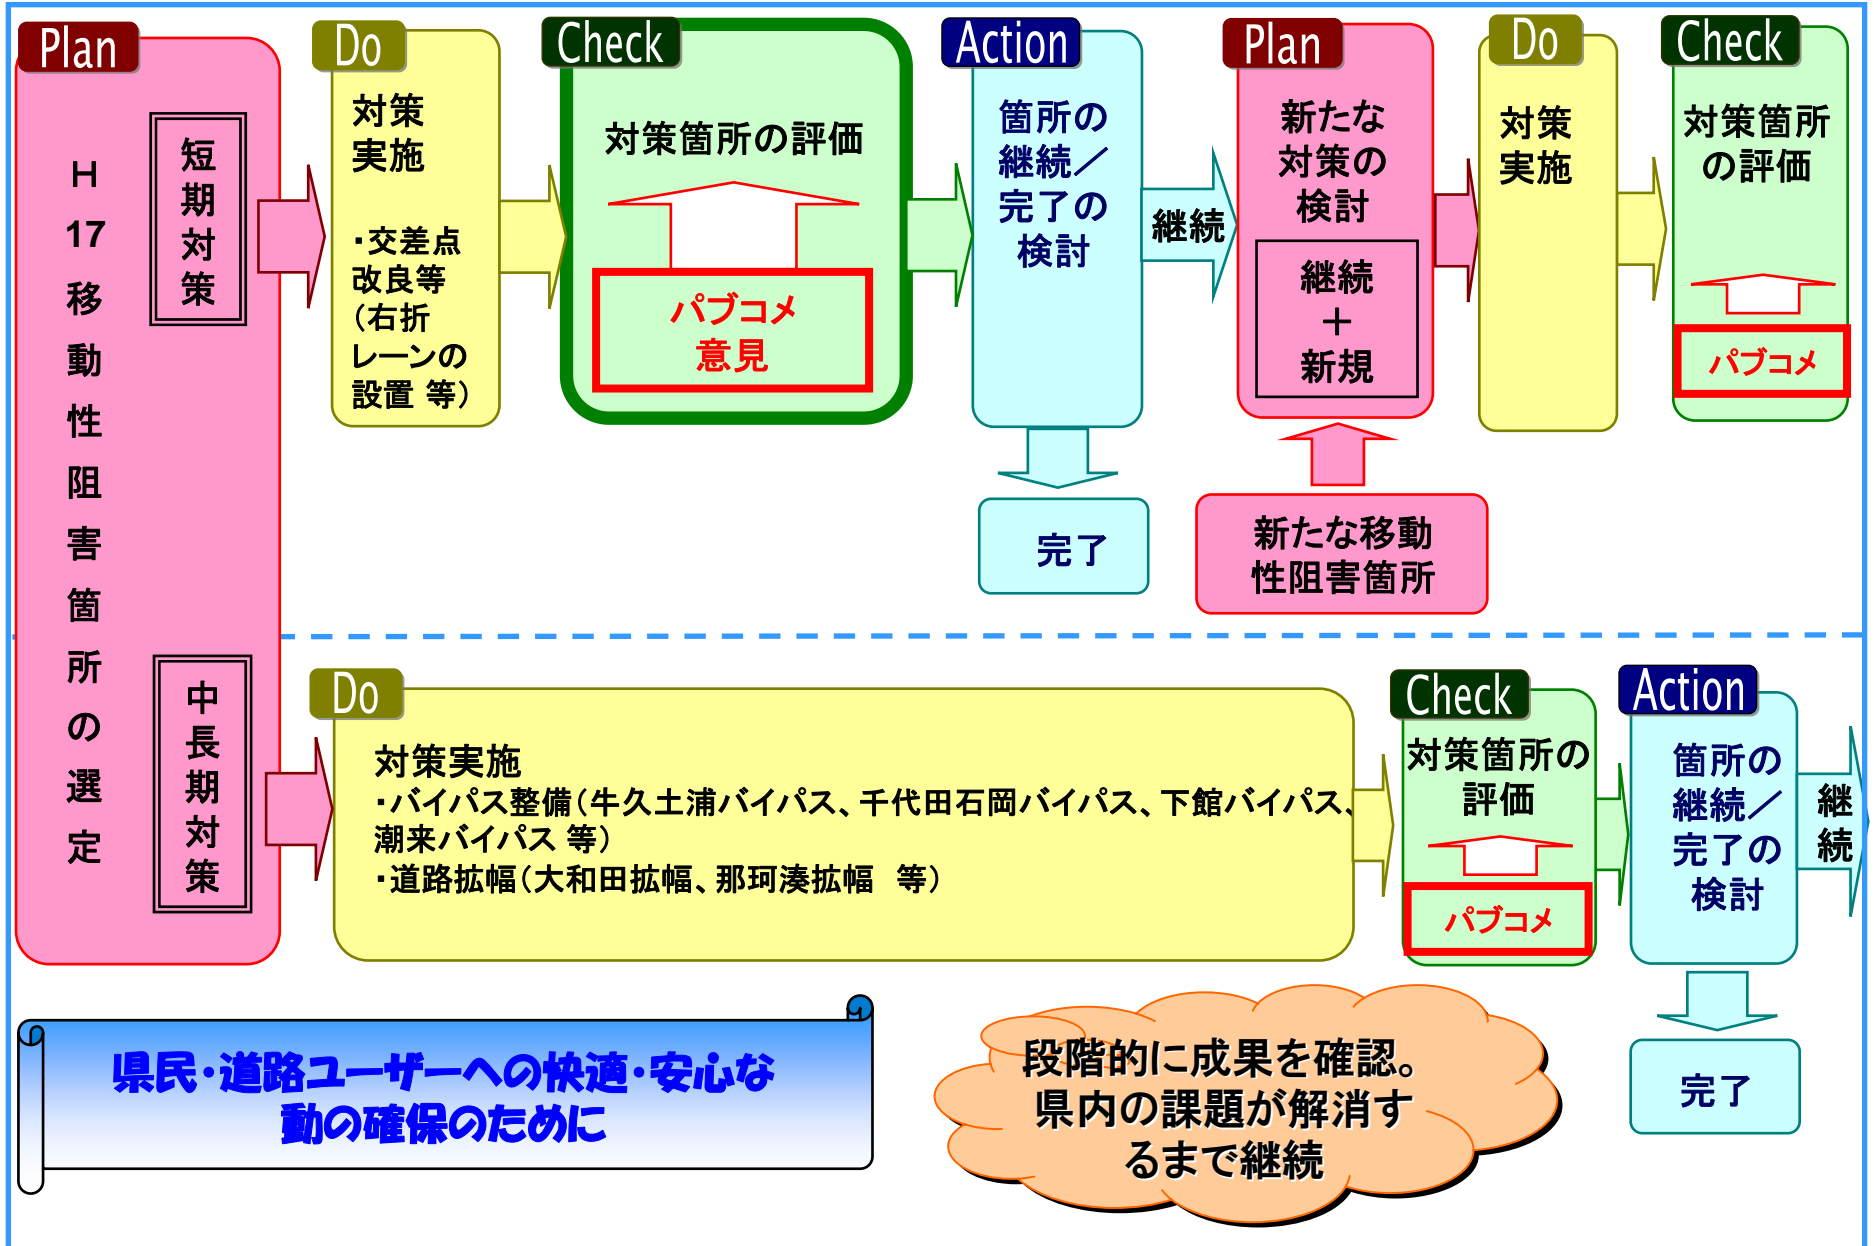 Plan
H
17
移
動
性
阻
害
箇
所
の
選
定
短
期
対
策
Do
対策
実施
・交差点
改良等
（右折
レーンの
設置 等）
Check
対策箇所の評価
パブコメ
意見
Action
箇所の
継続／
完了の
検討
完了
継続
Plan
新たな
対策の
検討
継続
＋
新規
新たな移動
性阻害箇所
Do
対策
実施
Check
対策箇所
の評価
パブコメ
中
長
期
対
策
Do
対策実施
・バイパス整備（牛久土浦バイパス、千代田石岡バイパス、下館バイパス、
潮来バイパス 等）
・道路拡幅（大和田拡幅、那珂湊拡幅　等）
Check
対策箇所の
評価
パブコメ
Action
箇所の
継続／
完了の
検討
継
続
完了
県民・道路ユーザーへの快適・安心な
動の確保のために
段階的に成果を確認。
県内の課題が解消す
るまで継続